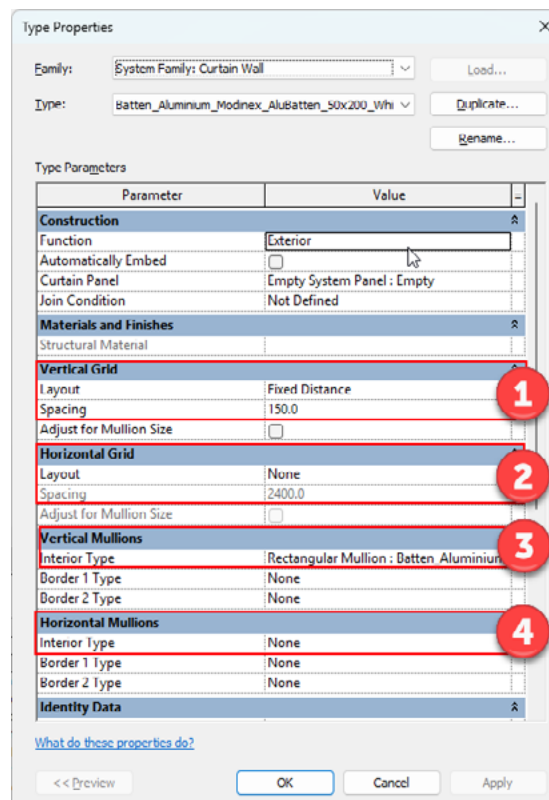 Type Properties
Family: System Family: Curtain Wall Load...
Type: Batten_Aluminium_Modinex_AluBatten_50x200_Whi Duplicate...
Rename...
Type Parameters
Parameter Value =
Construction
Function Exterior
Automatically Embed
Curtain Panel Empty System Panel : Empty
Join Condition Not Defined
Materials and Finishes
Structural Material
Vertical Grid
Layout Fixed Distance 1
Spacing 150.0
Adjust for Mullion Size
Horizontal Grid
Layout None 2
Spacing 2400.0
Adjust for Mullion Size
Vertical Mullions 3
Interior Type Rectangular Mullion : Batten_Aluminium
Border 1 Type None
Border 2 Type None
Horizontal Mullions 4
Interior Type None
Border 1 Type None
Border 2 Type None
Identity Data
What do these properties do?
<< Preview OK Cancel Apply